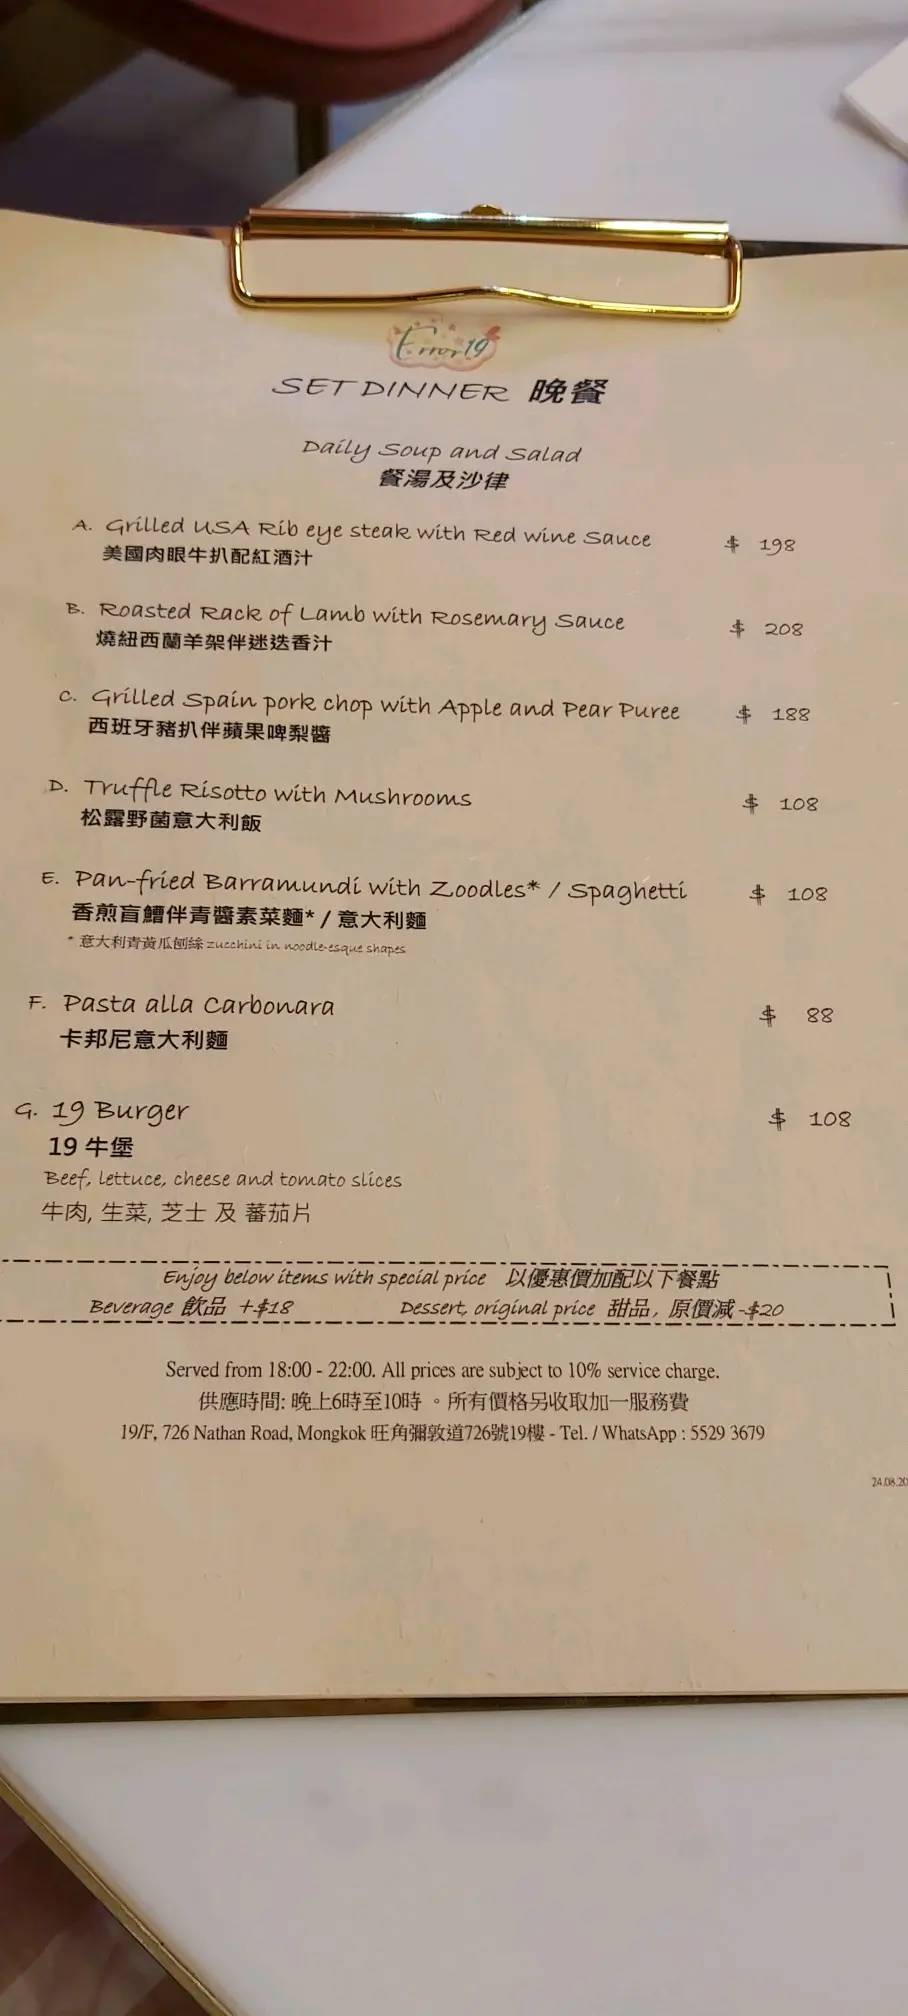 Error19
SET DINNER 晚餐
Daily Soup and Salad
餐湯及沙律
A. Grilled USA Rib eye steak with Red wine Sauce $ 198
美國肉眼牛扒配紅酒汁
B. Roasted Rack of Lamb with Rosemary Sauce $ 208
燒紐西蘭羊架伴迷迭香汁
C. Grilled Spain pork chop with Apple and Pear Puree $ 188
西班牙豬扒伴蘋果啤梨醬
D. Truffle Risotto with Mushrooms $ 108
松露野菌意大利飯
E. Pan-fried Barramundi with Zoodles* / Spaghetti $ 108
香煎盲鰽伴青醬素菜麵* / 意大利麵
* 意大利青黃瓜刨絲 zucchini in noodle-esque shapes
F. Pasta alla Carbonara $ 88
卡邦尼意大利麵
G. 19 Burger $ 108
19 牛堡
Beef, lettuce, cheese and tomato slices
牛肉, 生菜, 芝士 及 蕃茄片
Enjoy below items with special price 以優惠價加配以下餐點
Beverage 飲品 +$18 Dessert, original price 甜品, 原價減 -$20
Served from 18:00 - 22:00. All prices are subject to 10% service charge.
供應時間: 晚上6時至10時 。所有價格另收取加一服務費
19/F, 726 Nathan Road, Mongkok 旺角彌敦道726號19樓 - Tel. / WhatsApp : 5529 3679
24.08.20